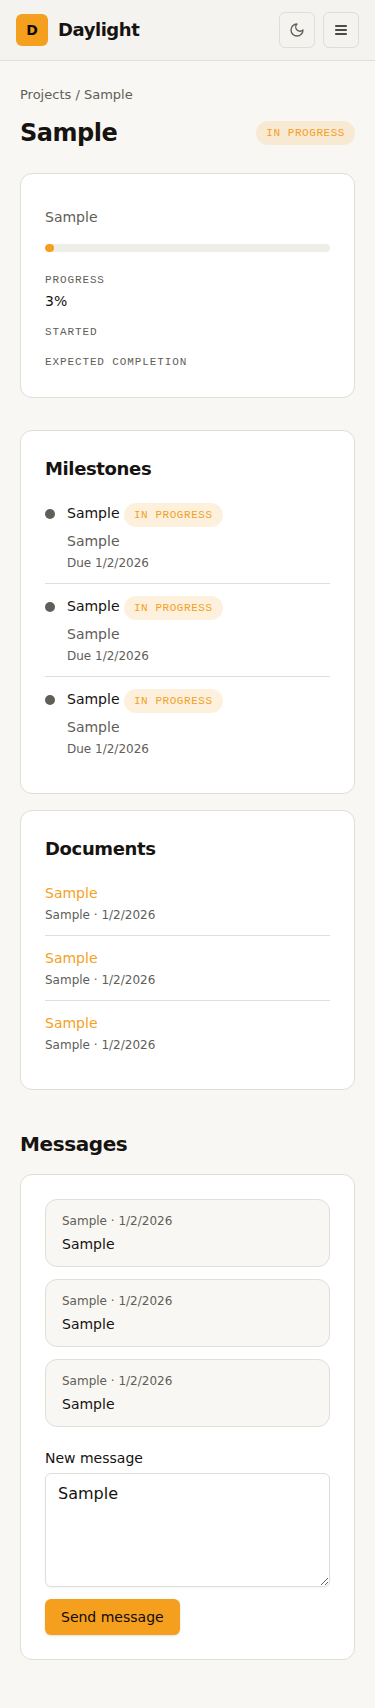 D Daylight
Projects / Sample
Sample IN PROGRESS
Sample
PROGRESS
3%
STARTED
EXPECTED COMPLETION
Milestones
Sample IN PROGRESS
Sample
Due 1/2/2026
Sample IN PROGRESS
Sample
Due 1/2/2026
Sample IN PROGRESS
Sample
Due 1/2/2026
Documents
Sample
Sample · 1/2/2026
Sample
Sample · 1/2/2026
Sample
Sample · 1/2/2026
Messages
Sample · 1/2/2026
Sample
Sample · 1/2/2026
Sample
Sample · 1/2/2026
Sample
New message
Sample
Send message